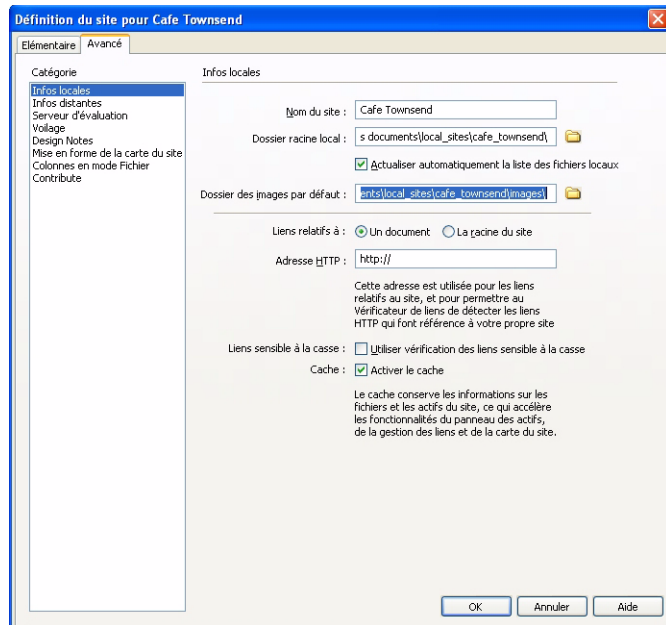 Définition du site pour Cafe Townsend
Elémentaire Avancé
Catégorie
Infos locales
Infos distantes
Serveur d'évaluation
Voilage
Design Notes
Mise en forme de la carte du site
Colonnes en mode Fichier
Contribute
Infos locales
Nom du site : Cafe Townsend
Dossier racine local : s documents\local_sites\cafe_townsend\
Actualiser automatiquement la liste des fichiers locaux
Dossier des images par défaut : ents\local_sites\cafe_townsend\images\
Liens relatifs à : Un document La racine du site
Adresse HTTP : http://
Cette adresse est utilisée pour les liens
relatifs au site, et pour permettre au
Vérificateur de liens de détecter les liens
HTTP qui font référence à votre propre site
Liens sensible à la casse : Utiliser vérification des liens sensible à la casse
Cache : Activer le cache
Le cache conserve les informations sur les
fichiers et les actifs du site, ce qui accélère
les fonctionnalités du panneau des actifs,
de la gestion des liens et de la carte du site.
OK Annuler Aide